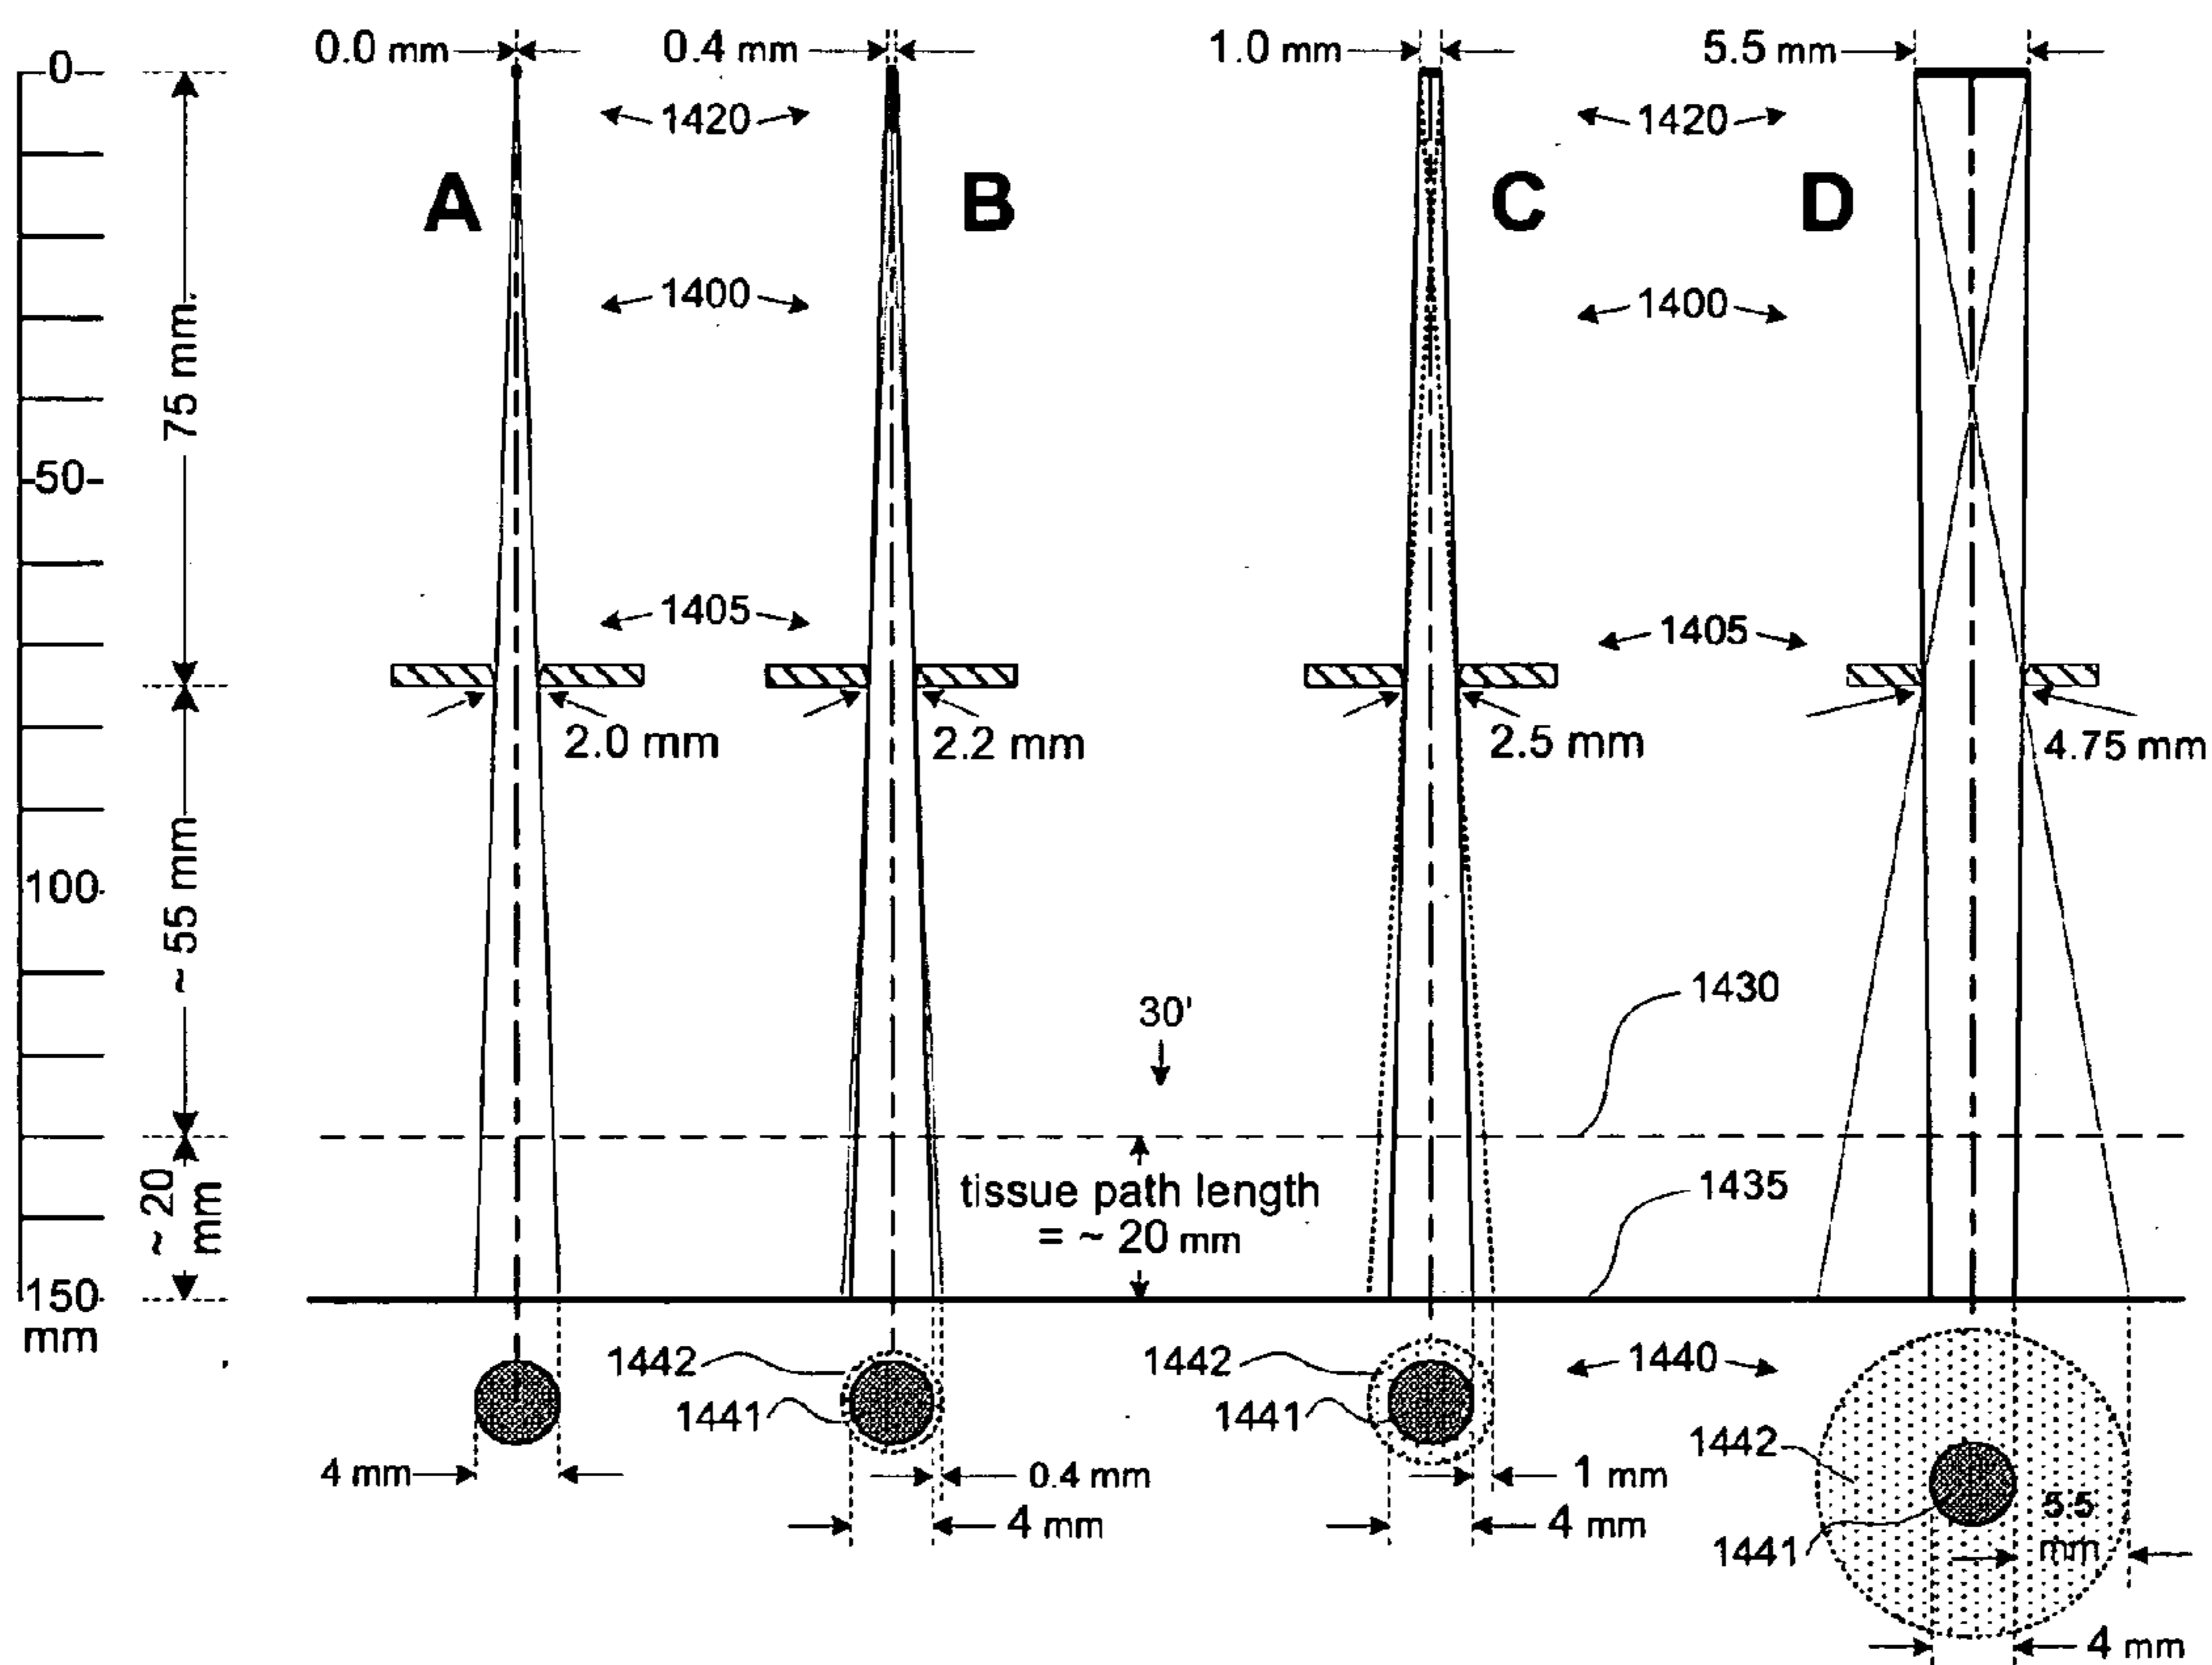 0.0 mm
0.4 mm
1.0 mm
5.5 mm
0
1420
1420
A
B
C
D
75 mm.
1400
1400
50
1405
1405
2.0 mm
2.2 mm
2.5 mm
4.75 mm
~ 55 mm
100
30'
1430
~ 20
mm
tissue path length
= ~ 20 mm
1435
150
mm
1442
1441
1442
1441
1440
1442
1441
4 mm
0.4 mm
4 mm
1 mm
4 mm
5.5
mm
4 mm